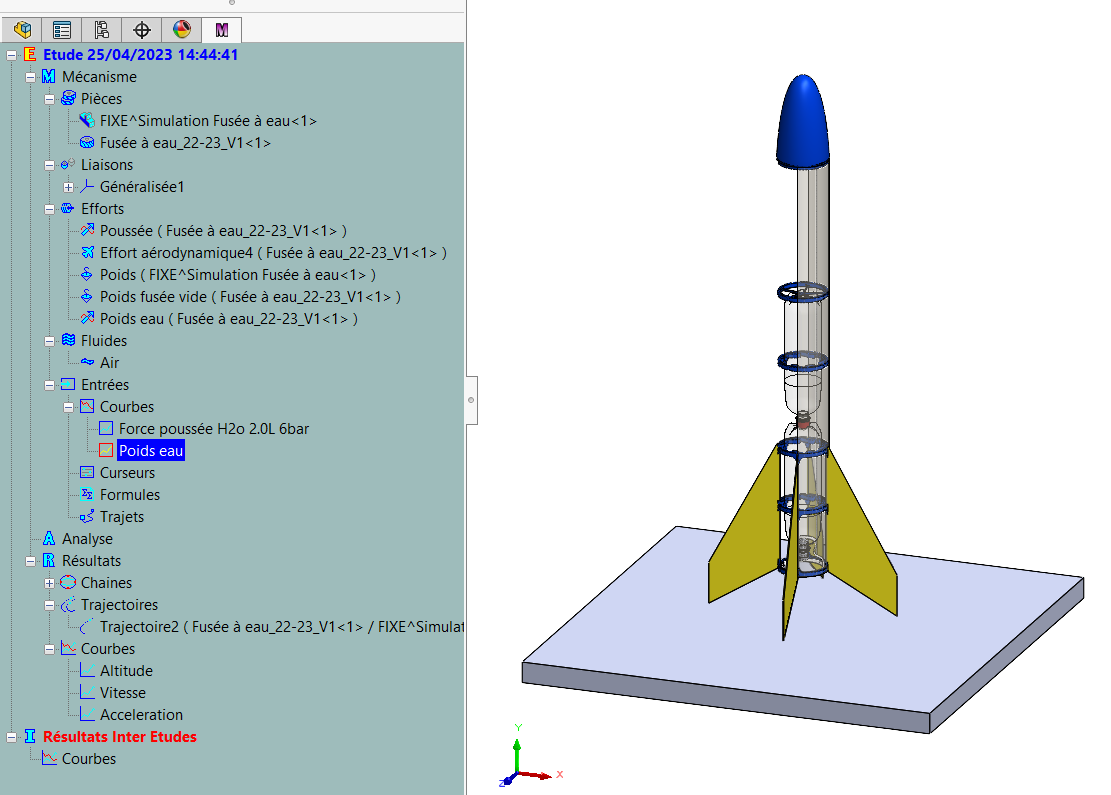 M
E Etude 25/04/2023 14:44:41
M Mécanisme
Pièces
FIXE^Simulation Fusée à eau<1>
Fusée à eau_22-23_V1<1>
Liaisons
Généralisée1
Efforts
Poussée ( Fusée à eau_22-23_V1<1> )
Effort aérodynamique4 ( Fusée à eau_22-23_V1<1> )
Poids ( FIXE^Simulation Fusée à eau<1> )
Poids fusée vide ( Fusée à eau_22-23_V1<1> )
Poids eau ( Fusée à eau_22-23_V1<1> )
Fluides
Air
Entrées
Courbes
Force poussée H2o 2.0L 6bar
Poids eau
Curseurs
Formules
Trajets
A Analyse
R Résultats
Chaines
Trajectoires
Trajectoire2 ( Fusée à eau_22-23_V1<1> / FIXE^Simulat
Courbes
Altitude
Vitesse
Acceleration
I Résultats Inter Etudes
Courbes
Y
X
Z